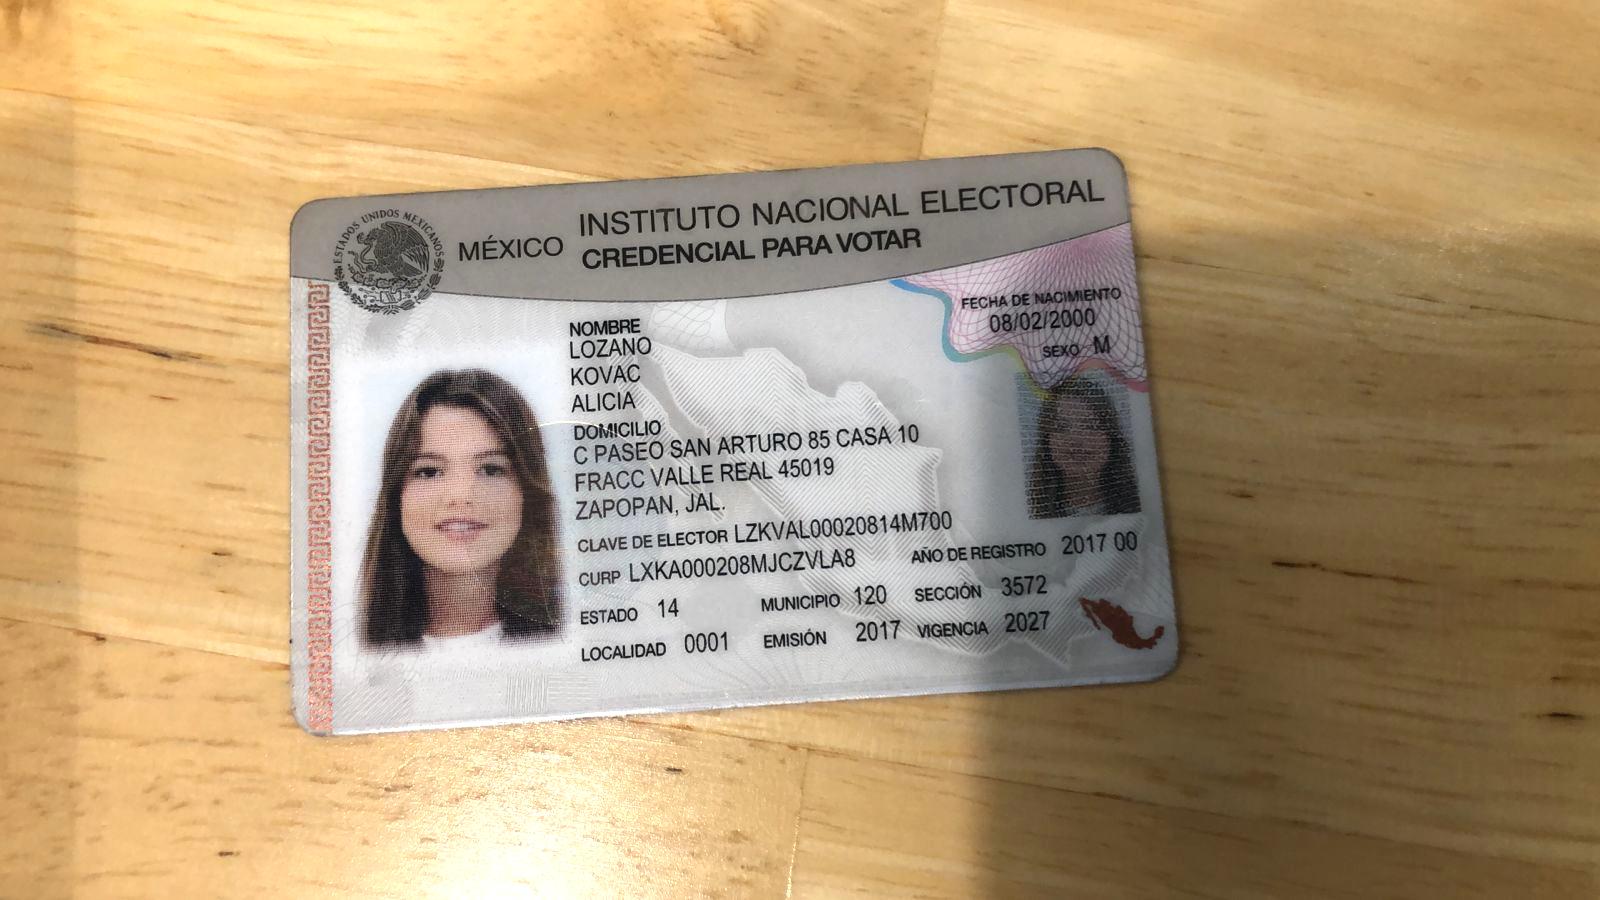 ESTADOS UNIDOS MEXICANOS
MÉXICO
INSTITUTO NACIONAL ELECTORAL
CREDENCIAL PARA VOTAR
FECHA DE NACIMIENTO
08/02/2000
SEXO M
NOMBRE
LOZANO
KOVAC
ALICIA
DOMICILIO
C PASEO SAN ARTURO 85 CASA 10
FRACC VALLE REAL 45019
ZAPOPAN, JAL.
CLAVE DE ELECTOR LZKVAL00020814M700
CURP LXKA000208MJCZVLA8 AÑO DE REGISTRO 2017 00
ESTADO 14 MUNICIPIO 120 SECCIÓN 3572
LOCALIDAD 0001 EMISIÓN 2017 VIGENCIA 2027